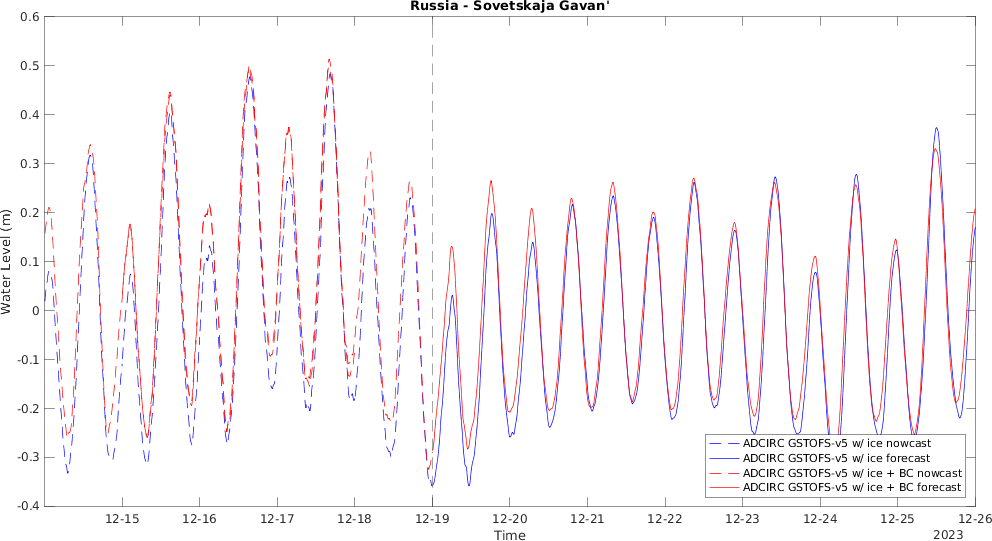 Russia - Sovetskaja Gavan'
Water Level (m)
0.6
0.5
0.4
0.3
0.2
0.1
0
-0.1
-0.2
-0.3
-0.4
ADCIRC GSTOFS-v5 w/ ice nowcast
ADCIRC GSTOFS-v5 w/ ice forecast
ADCIRC GSTOFS-v5 w/ ice + BC nowcast
ADCIRC GSTOFS-v5 w/ ice + BC forecast
12-15 12-16 12-17 12-18 12-19 12-20 12-21 12-22 12-23 12-24 12-25 12-26
Time
2023